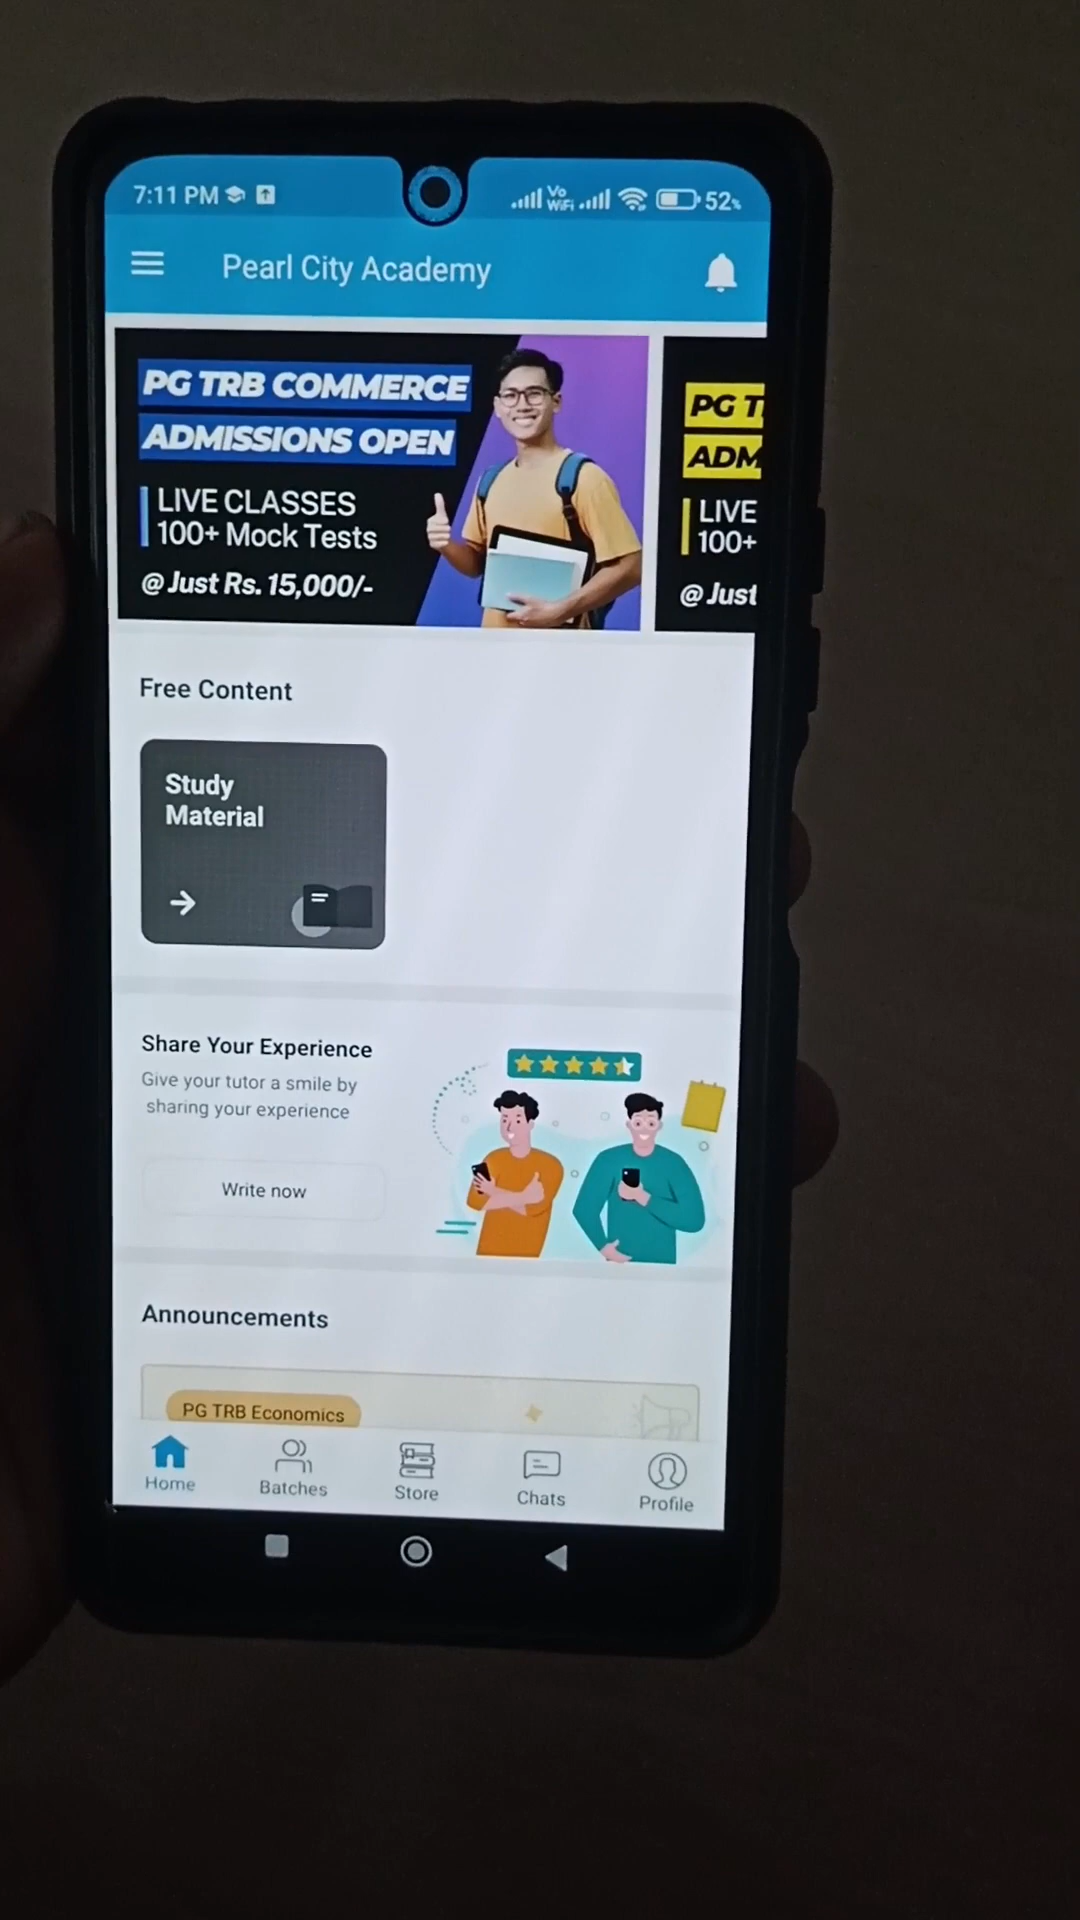 7:11 PM
Vo
WiFi
52%
Pearl City Academy
PG TRB COMMERCE
ADMISSIONS OPEN
LIVE CLASSES
100+ Mock Tests
@ Just Rs. 15,000/-
PG T
ADM
LIVE
100+
@ Just
Free Content
Study
Material
Share Your Experience
Give your tutor a smile by
sharing your experience
Write now
Announcements
PG TRB Economics
Home
Batches
Store
Chats
Profile